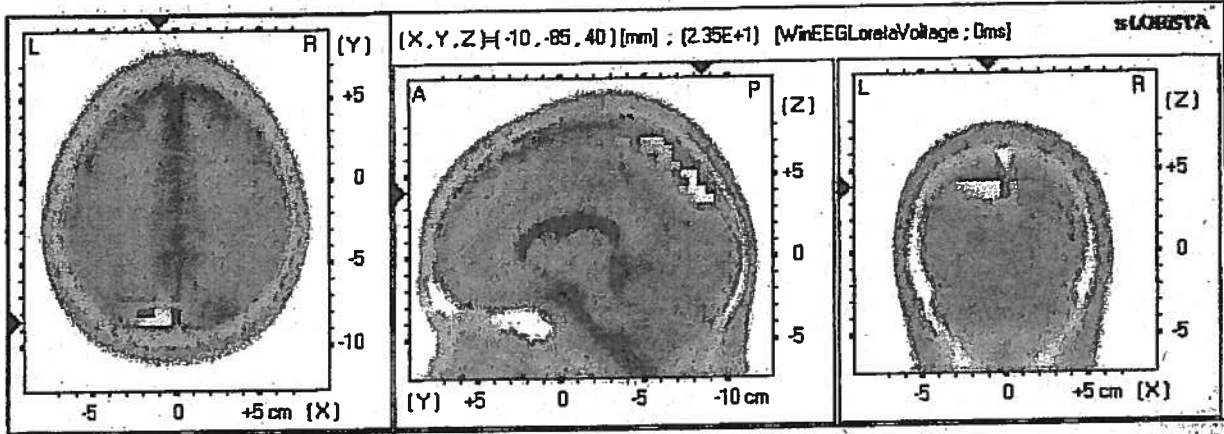 (X,Y,Z)=(-10,-85,40)[mm] ; (2.35E+1) [WinEEGLoretaVoltage ; 0ms]
L R (Y)
+5
0
-5
-10
-5 0 +5 cm (X)
A P (Z)
+5
0
-5
(Y) +5 0 -5 -10 cm
L R (Z)
+5
0
-5
-5 0 +5 cm (X)